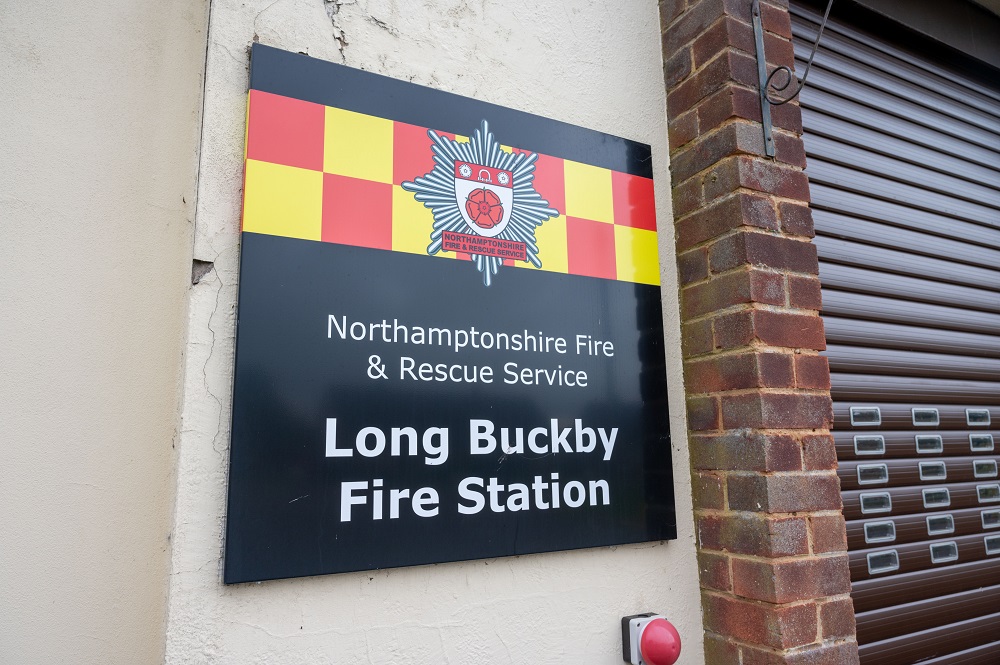 NORTHAMPTONSHIRE
FIRE & RESCUE SERVICE
Northamptonshire Fire
& Rescue Service
Long Buckby
Fire Station